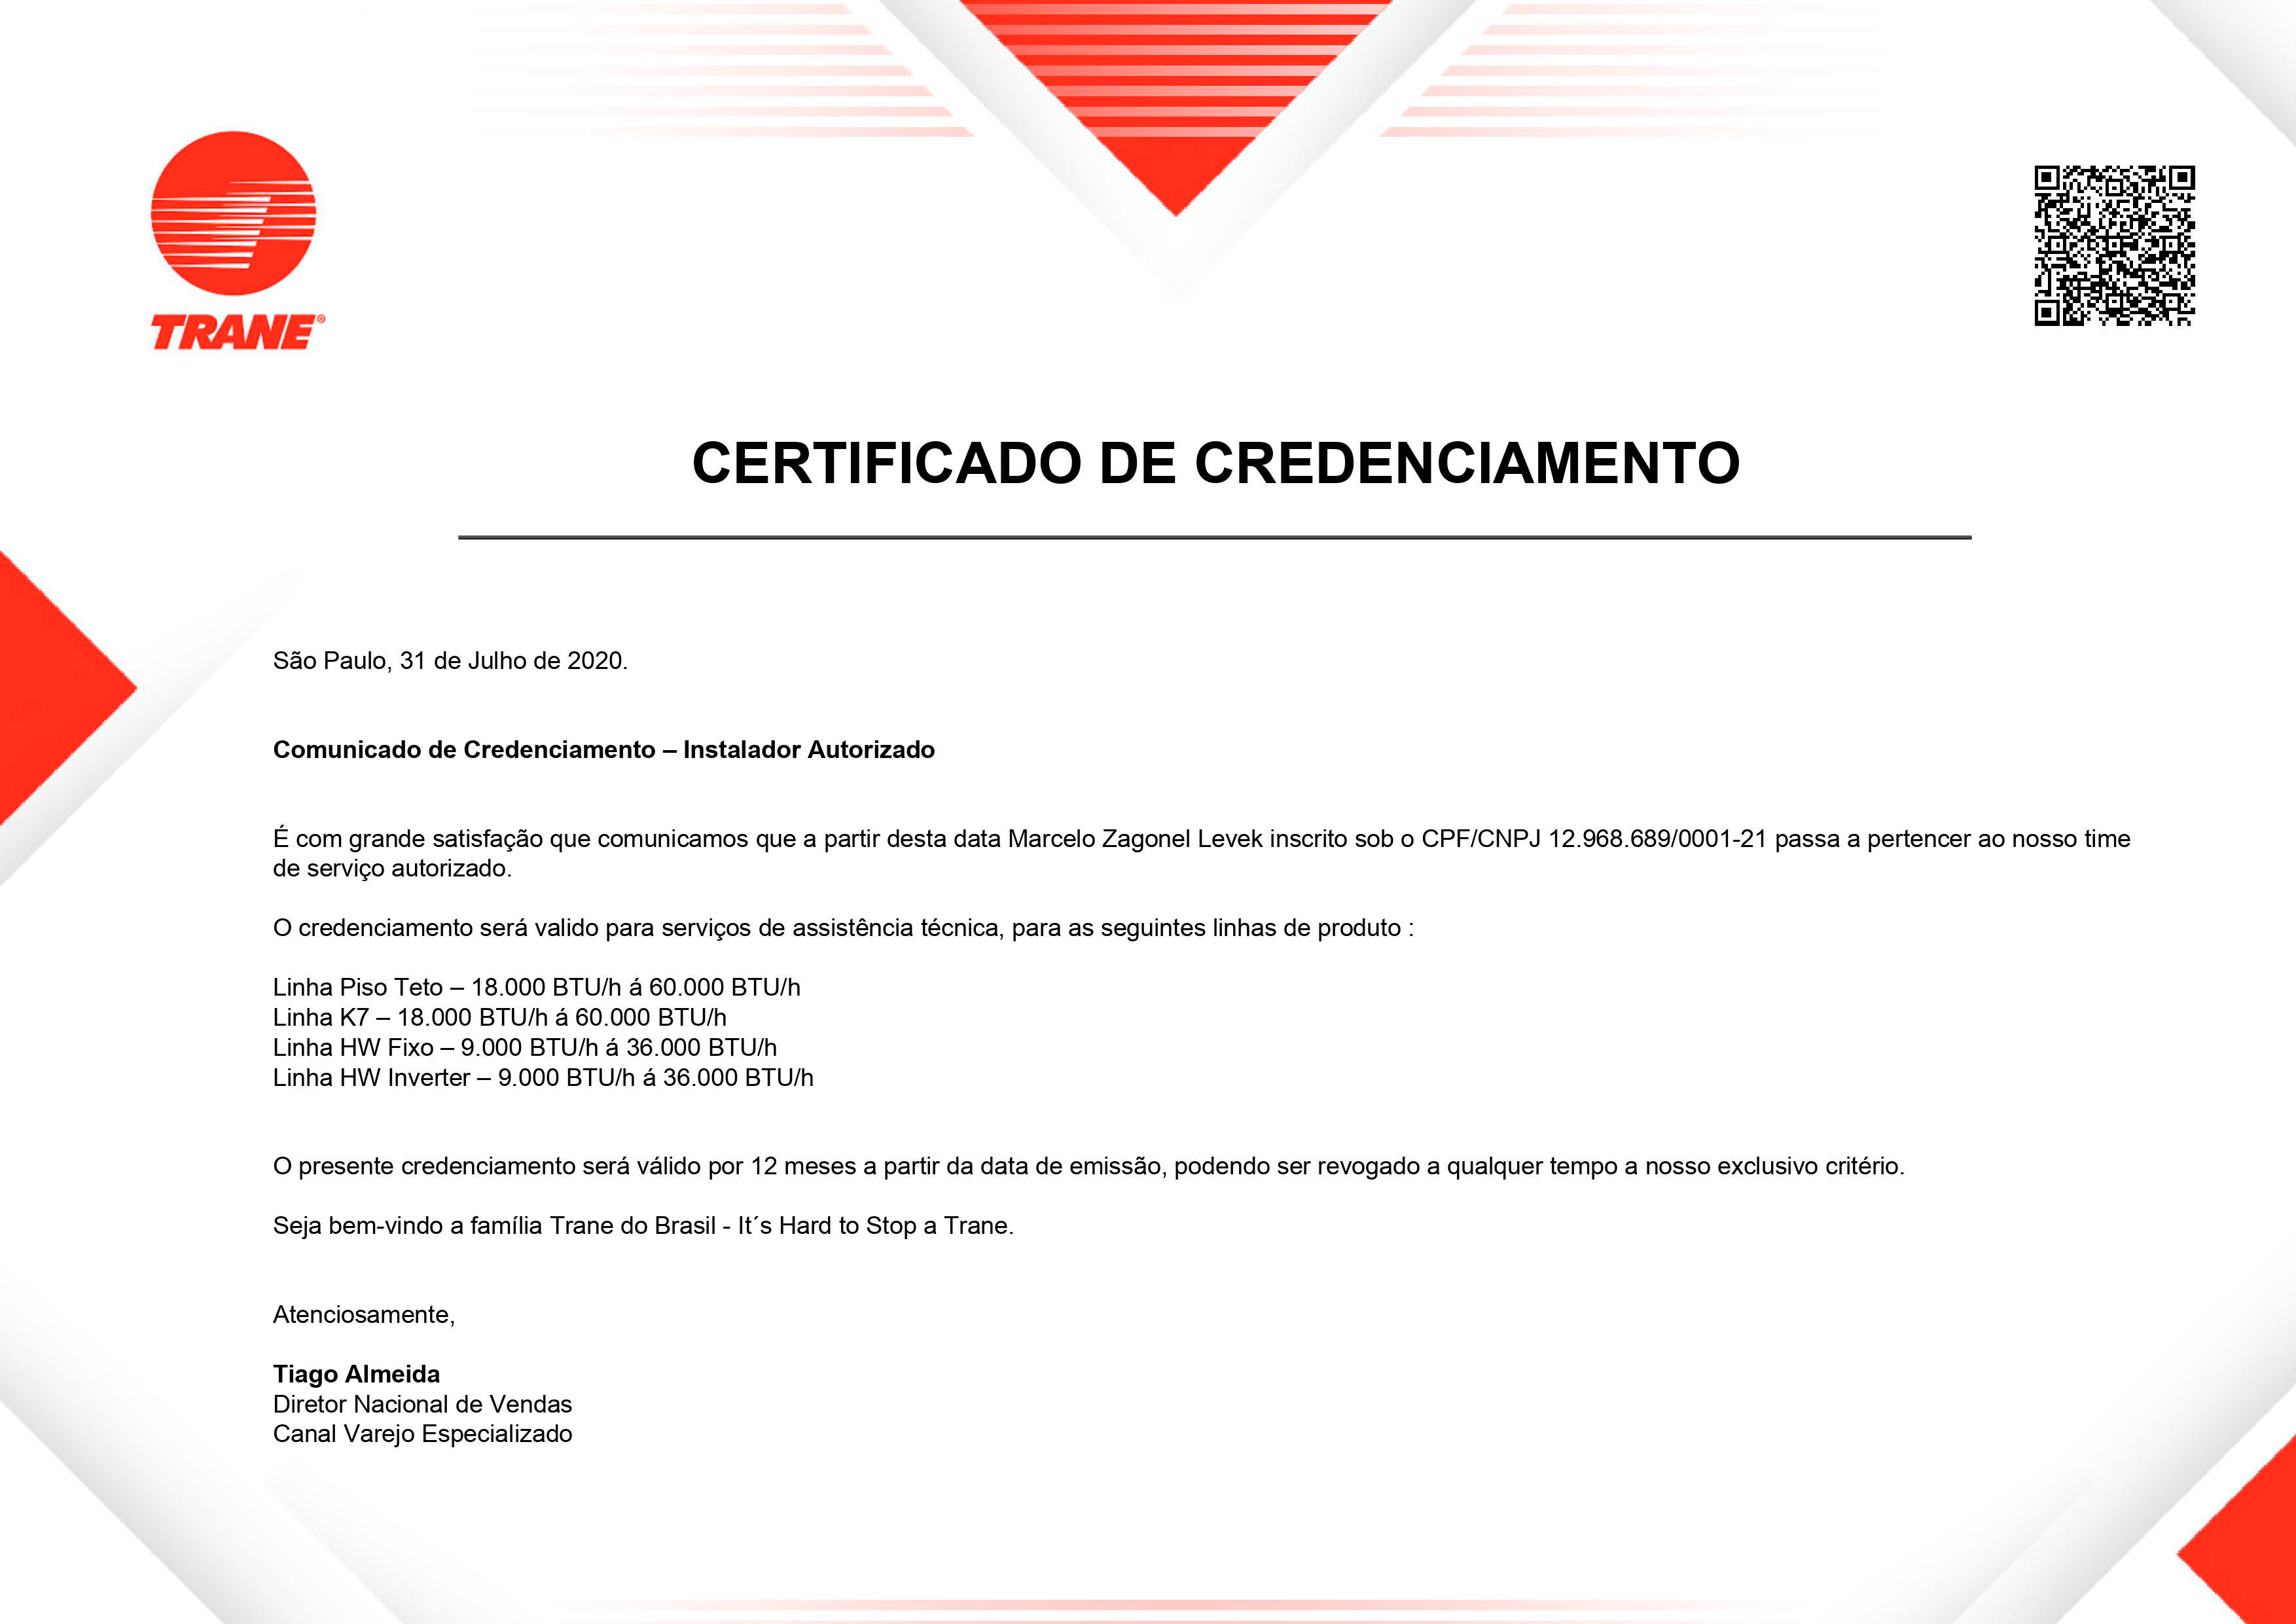 TRANE®
CERTIFICADO DE CREDENCIAMENTO
São Paulo, 31 de Julho de 2020.
Comunicado de Credenciamento – Instalador Autorizado
É com grande satisfação que comunicamos que a partir desta data Marcelo Zagonel Levek inscrito sob o CPF/CNPJ 12.968.689/0001-21 passa a pertencer ao nosso time
de serviço autorizado.
O credenciamento será valido para serviços de assistência técnica, para as seguintes linhas de produto :
Linha Piso Teto – 18.000 BTU/h á 60.000 BTU/h
Linha K7 – 18.000 BTU/h á 60.000 BTU/h
Linha HW Fixo – 9.000 BTU/h á 36.000 BTU/h
Linha HW Inverter – 9.000 BTU/h á 36.000 BTU/h
O presente credenciamento será válido por 12 meses a partir da data de emissão, podendo ser revogado a qualquer tempo a nosso exclusivo critério.
Seja bem-vindo a família Trane do Brasil - It´s Hard to Stop a Trane.
Atenciosamente,
Tiago Almeida
Diretor Nacional de Vendas
Canal Varejo Especializado